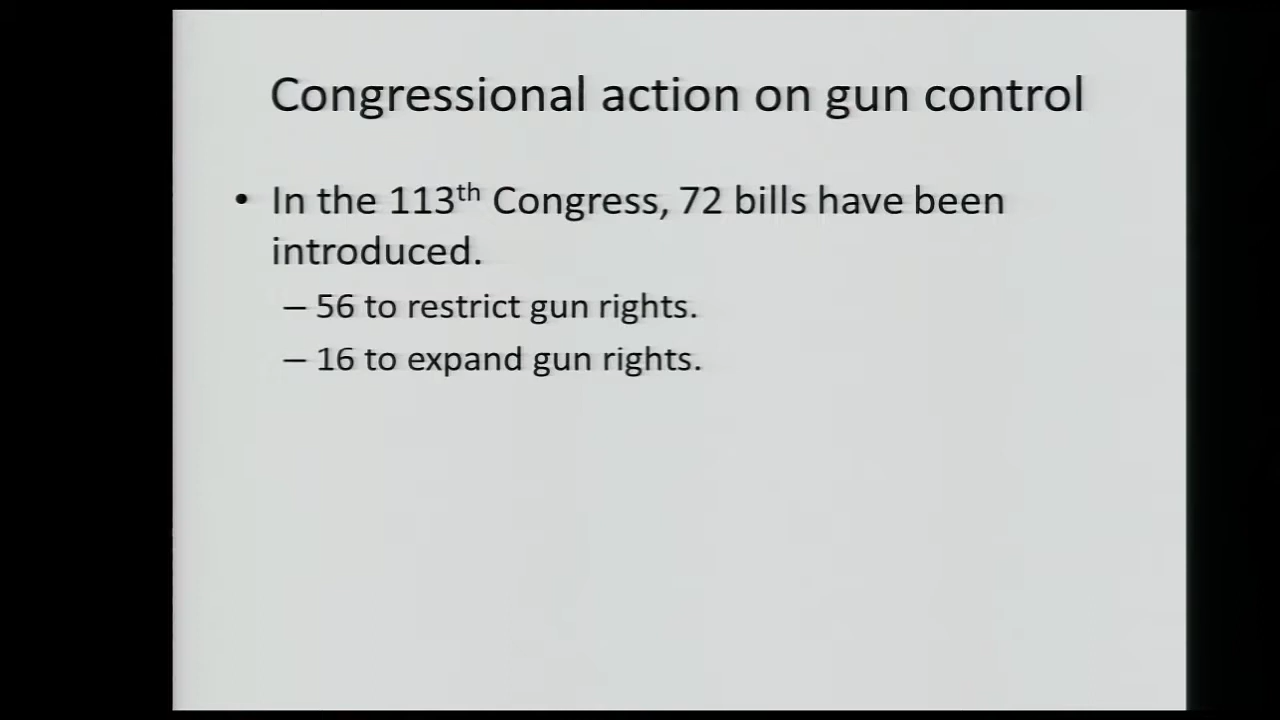 Congressional action on gun control
• In the 113th Congress, 72 bills have been
introduced.
– 56 to restrict gun rights.
– 16 to expand gun rights.